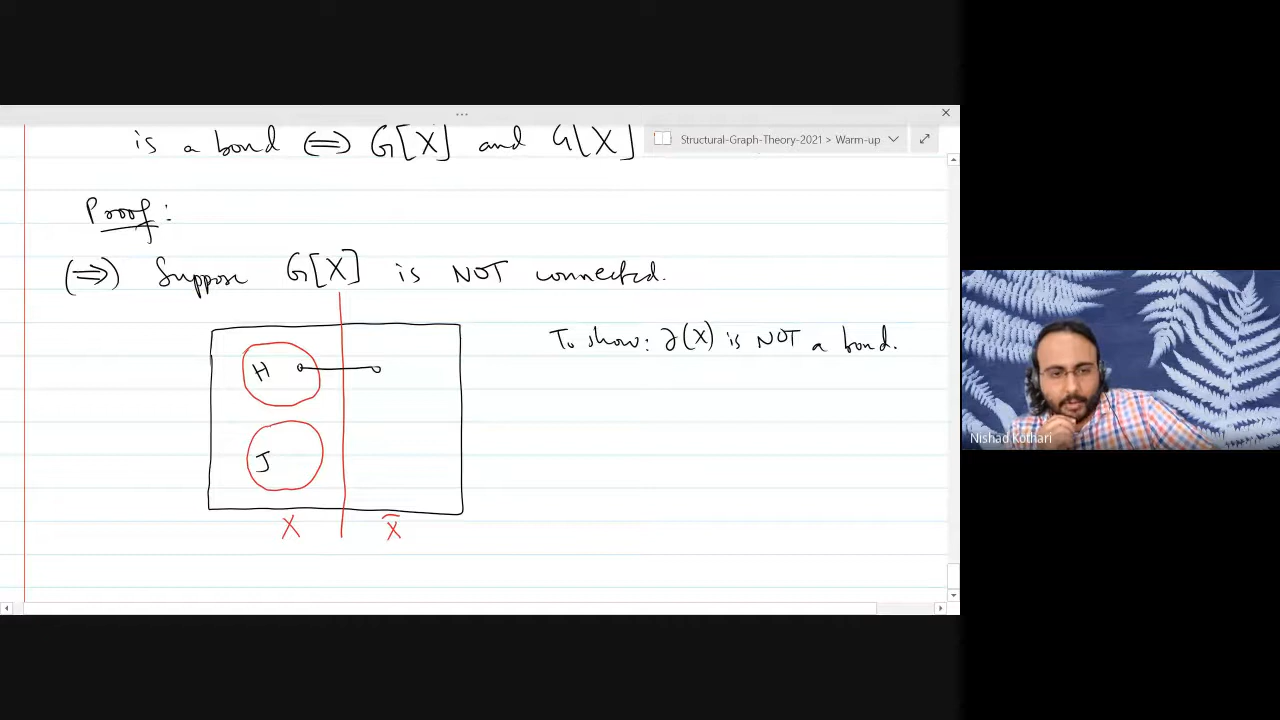 Structural-Graph-Theory-2021 > Warm-up
is a bond ⟺ G[X] and G[X̄]
Proof:
(⟹) Suppose G[X] is NOT connected.
To show: ∂(X) is NOT a bond.
H
J
X X̄
Nishad Kothari